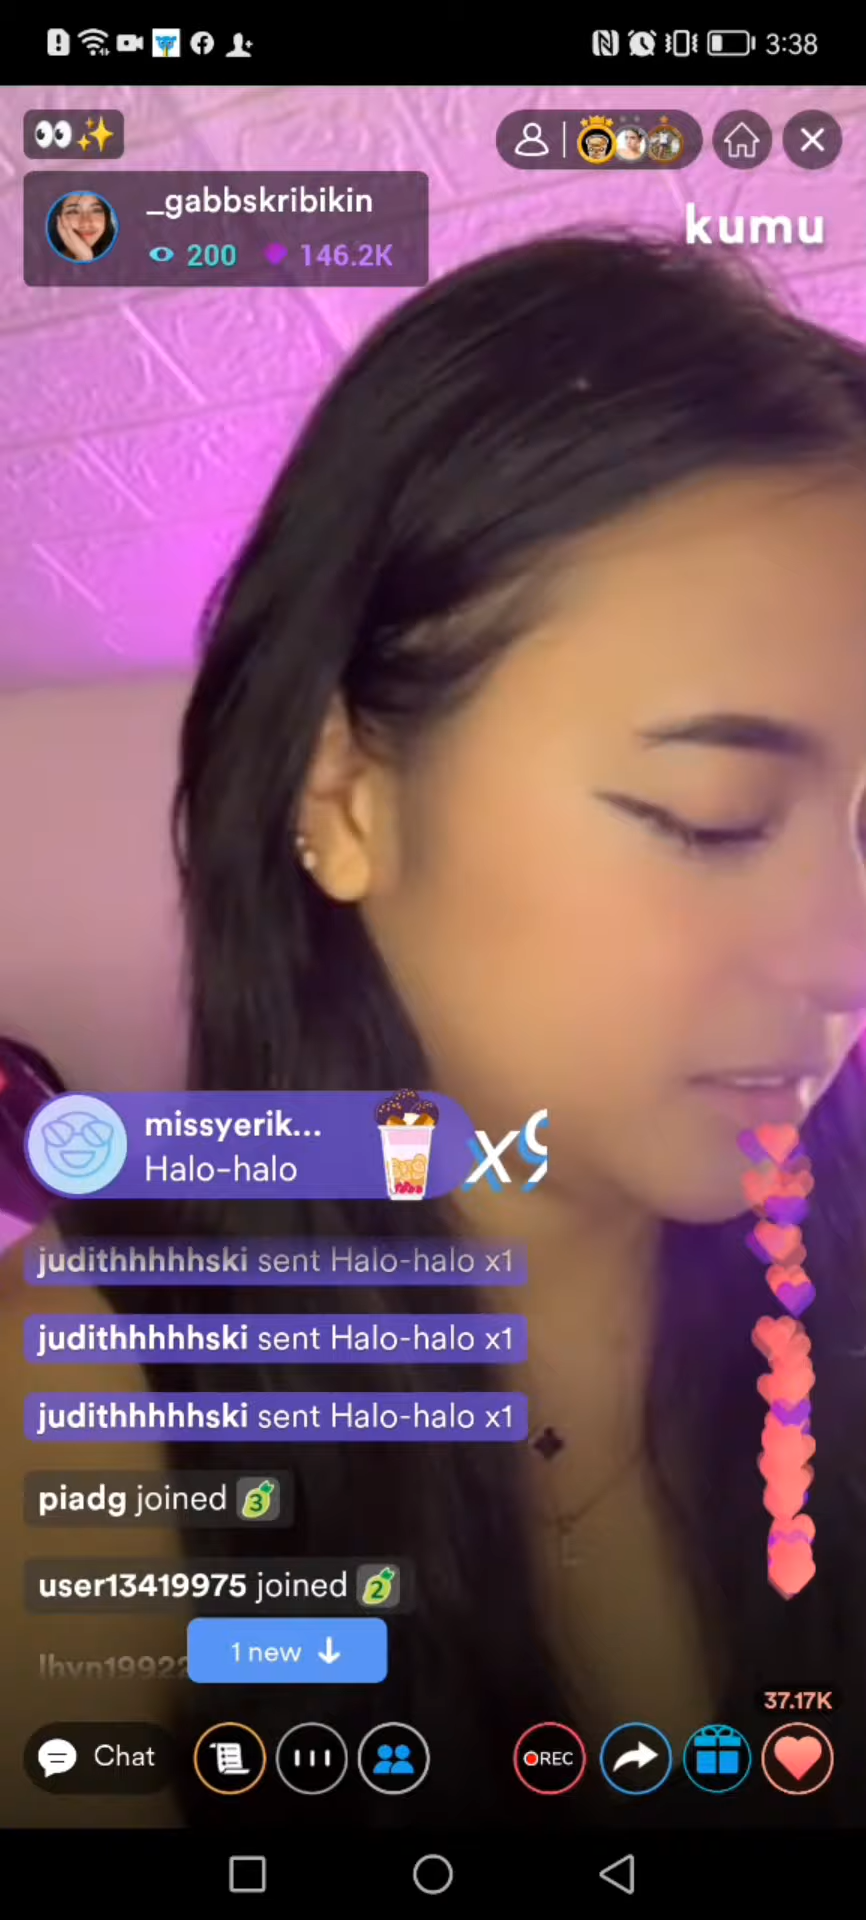 3:38
_gabbskribikin
200 146.2K
kumu
missyerik...
Halo-halo
x9
judithhhhhski sent Halo-halo x1
judithhhhhski sent Halo-halo x1
judithhhhhski sent Halo-halo x1
piadg joined 3
user13419975 joined 2
1 new
37.17K
Chat
REC